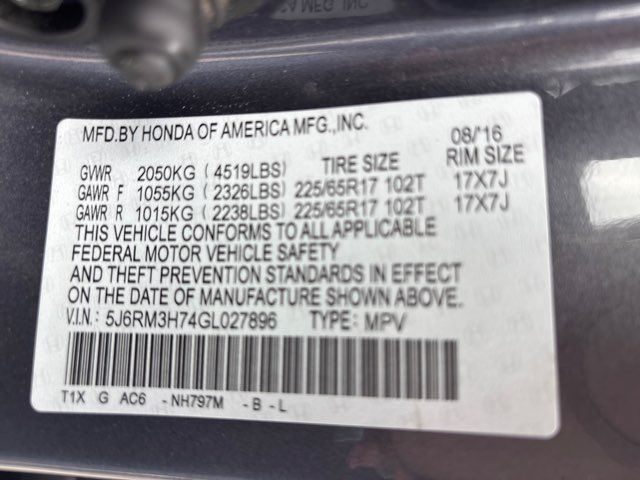 MFD.BY HONDA OF AMERICA MFG.,INC. 08/'16
GVWR 2050KG (4519LBS) TIRE SIZE RIM SIZE
GAWR F 1055KG (2326LBS) 225/65R17 102T 17X7J
GAWR R 1015KG (2238LBS) 225/65R17 102T 17X7J
THIS VEHICLE CONFORMS TO ALL APPLICABLE
FEDERAL MOTOR VEHICLE SAFETY
AND THEFT PREVENTION STANDARDS IN EFFECT
ON THE DATE OF MANUFACTURE SHOWN ABOVE.
V.I.N.: 5J6RM3H74GL027896 TYPE: MPV
T1X G AC6 -NH797M -B-L